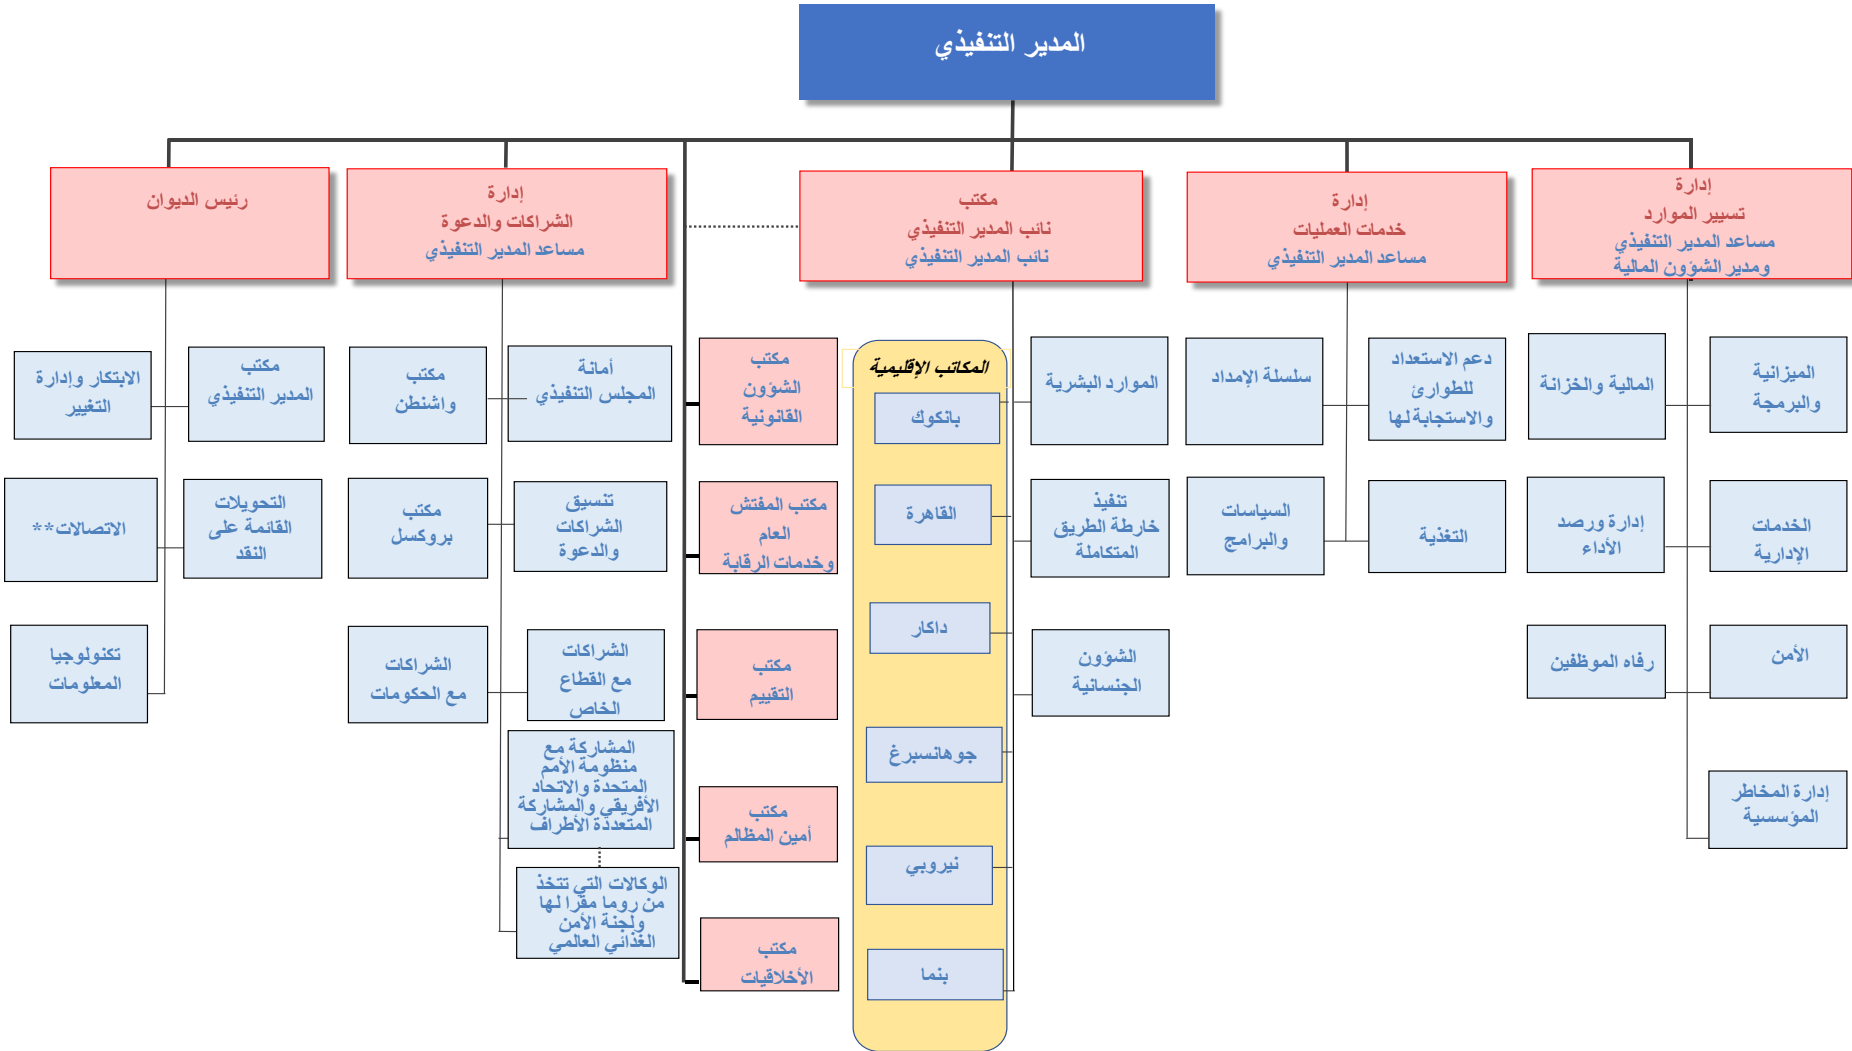 المدير التنفيذي
إدارة
تسيير الموارد
مساعد المدير التنفيذي
ومدير الشؤون المالية
إدارة
خدمات العمليات
مساعد المدير التنفيذي
مكتب
نائب المدير التنفيذي
نائب المدير التنفيذي
إدارة
الشراكات والدعوة
مساعد المدير التنفيذي
رئيس الديوان
الميزانية
والبرمجة
المالية والخزانة
الخدمات
الإدارية
إدارة ورصد
الأداء
الأمن
رفاه الموظفين
إدارة المخاطر
المؤسسية
دعم الاستعداد
للطوارئ
والاستجابة لها
سلسلة الإمداد
التغذية
السياسات
والبرامج
الموارد البشرية
تنفيذ
خارطة الطريق
المتكاملة
الشؤون
الجنسانية
المكاتب الإقليمية
بانكوك
القاهرة
داكار
جوهانسبرغ
نيروبي
بنما
مكتب
الشؤون
القانونية
مكتب المفتش
العام
وخدمات الرقابة
مكتب
التقييم
مكتب
أمين المظالم
مكتب
الأخلاقيات
أمانة
المجلس التنفيذي
مكتب
واشنطن
تنسيق
الشراكات
والدعوة
مكتب
بروكسل
الشراكات
مع القطاع
الخاص
الشراكات
مع الحكومات
المشاركة مع
منظومة الأمم
المتحدة والاتحاد
الأفريقي والمشاركة
المتعددة الأطراف
الوكالات التي تتخذ
من روما مقرا لها
ولجنة الأمن
الغذائي العالمي
مكتب
المدير التنفيذي
الابتكار وإدارة
التغيير
التحويلات
القائمة على
النقد
الاتصالات**
تكنولوجيا
المعلومات